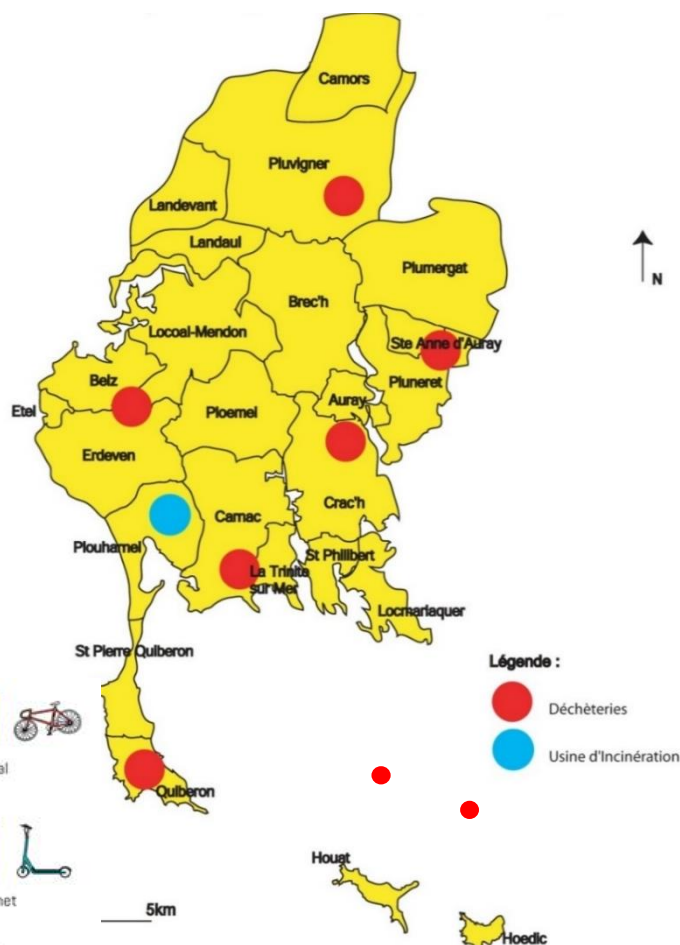 Camors
Pluvigner
Landevant
Landaul
Plumergat
Brec'h
Locoal-Mendon
Ste Anne d'Auray
Belz
Pluneret
Auray
Ploemel
Etel
Erdeven
Crac'h
Carnac
Plouharnel
St Philibert
La Trinite
sur Mer
Locmariaquer
St Pierre Quiberon
Quiberon
Houat
Hoedic
N
Légende :
Déchèteries
Usine d'Incinération
al
net
5km